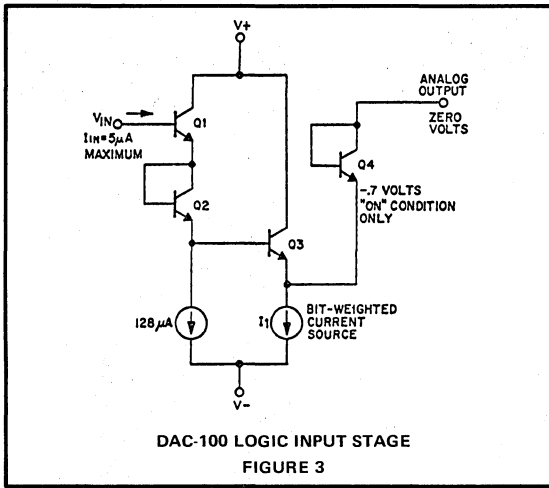 V+
VIN
IIN=5μA
MAXIMUM
Q1
Q2
Q3
Q4
ANALOG
OUTPUT
ZERO
VOLTS
-.7 VOLTS
"ON" CONDITION
ONLY
128μA
I1
BIT-WEIGHTED
CURRENT
SOURCE
V-
DAC-100 LOGIC INPUT STAGE
FIGURE 3